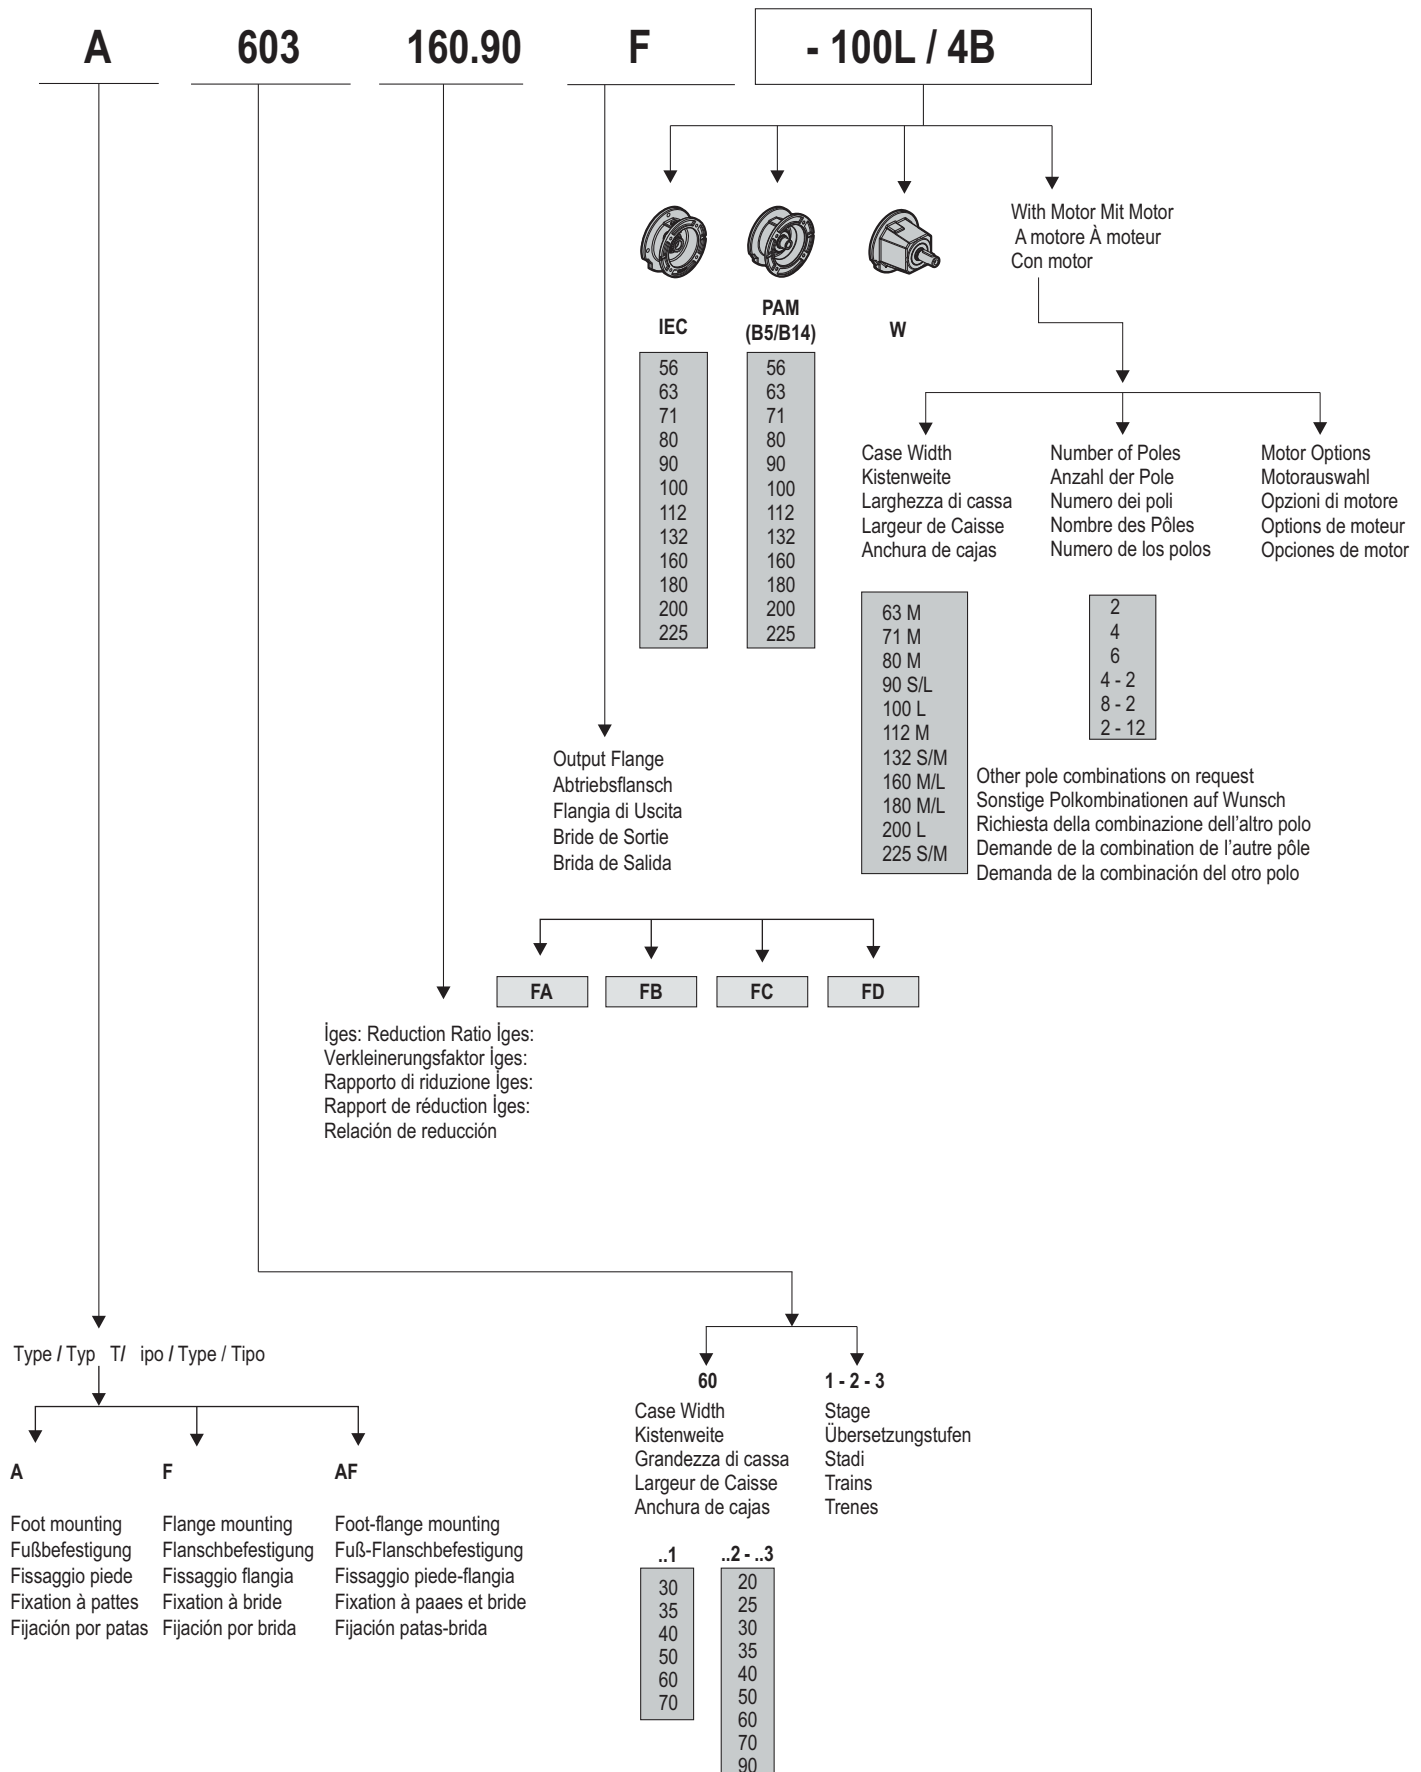 A 603 160.90 F - 100L / 4B
With Motor Mit Motor
A motore À moteur
Con motor
IEC
56
63
71
80
90
100
112
132
160
180
200
225
PAM
(B5/B14)
56
63
71
80
90
100
112
132
160
180
200
225
W
Case Width
Kistenweite
Larghezza di cassa
Largeur de Caisse
Anchura de cajas
63 M
71 M
80 M
90 S/L
100 L
112 M
132 S/M
160 M/L
180 M/L
200 L
225 S/M
Number of Poles
Anzahl der Pole
Numero dei poli
Nombre des Pôles
Numero de los polos
2
4
6
4 - 2
8 - 2
2 - 12
Motor Options
Motorauswahl
Opzioni di motore
Options de moteur
Opciones de motor
Other pole combinations on request
Sonstige Polkombinationen auf Wunsch
Richiesta della combinazione dell'altro polo
Demande de la combination de l'autre pôle
Demanda de la combinación del otro polo
Output Flange
Abtriebsflansch
Flangia di Uscita
Bride de Sortie
Brida de Salida
FA FB FC FD
İges: Reduction Ratio İges:
Verkleinerungsfaktor İges:
Rapporto di riduzione İges:
Rapport de réduction İges:
Relación de reducción
Type / Typ T/ ipo / Type / Tipo
A
Foot mounting
Fußbefestigung
Fissaggio piede
Fixation à pattes
Fijación por patas
F
Flange mounting
Flanschbefestigung
Fissaggio flangia
Fixation à bride
Fijación por brida
AF
Foot-flange mounting
Fuß-Flanschbefestigung
Fissaggio piede-flangia
Fixation à paaes et bride
Fijación patas-brida
60
Case Width
Kistenweite
Grandezza di cassa
Largeur de Caisse
Anchura de cajas
1 - 2 - 3
Stage
Übersetzungstufen
Stadi
Trains
Trenes
..1
30
35
40
50
60
70
..2 - ..3
20
25
30
35
40
50
60
70
90